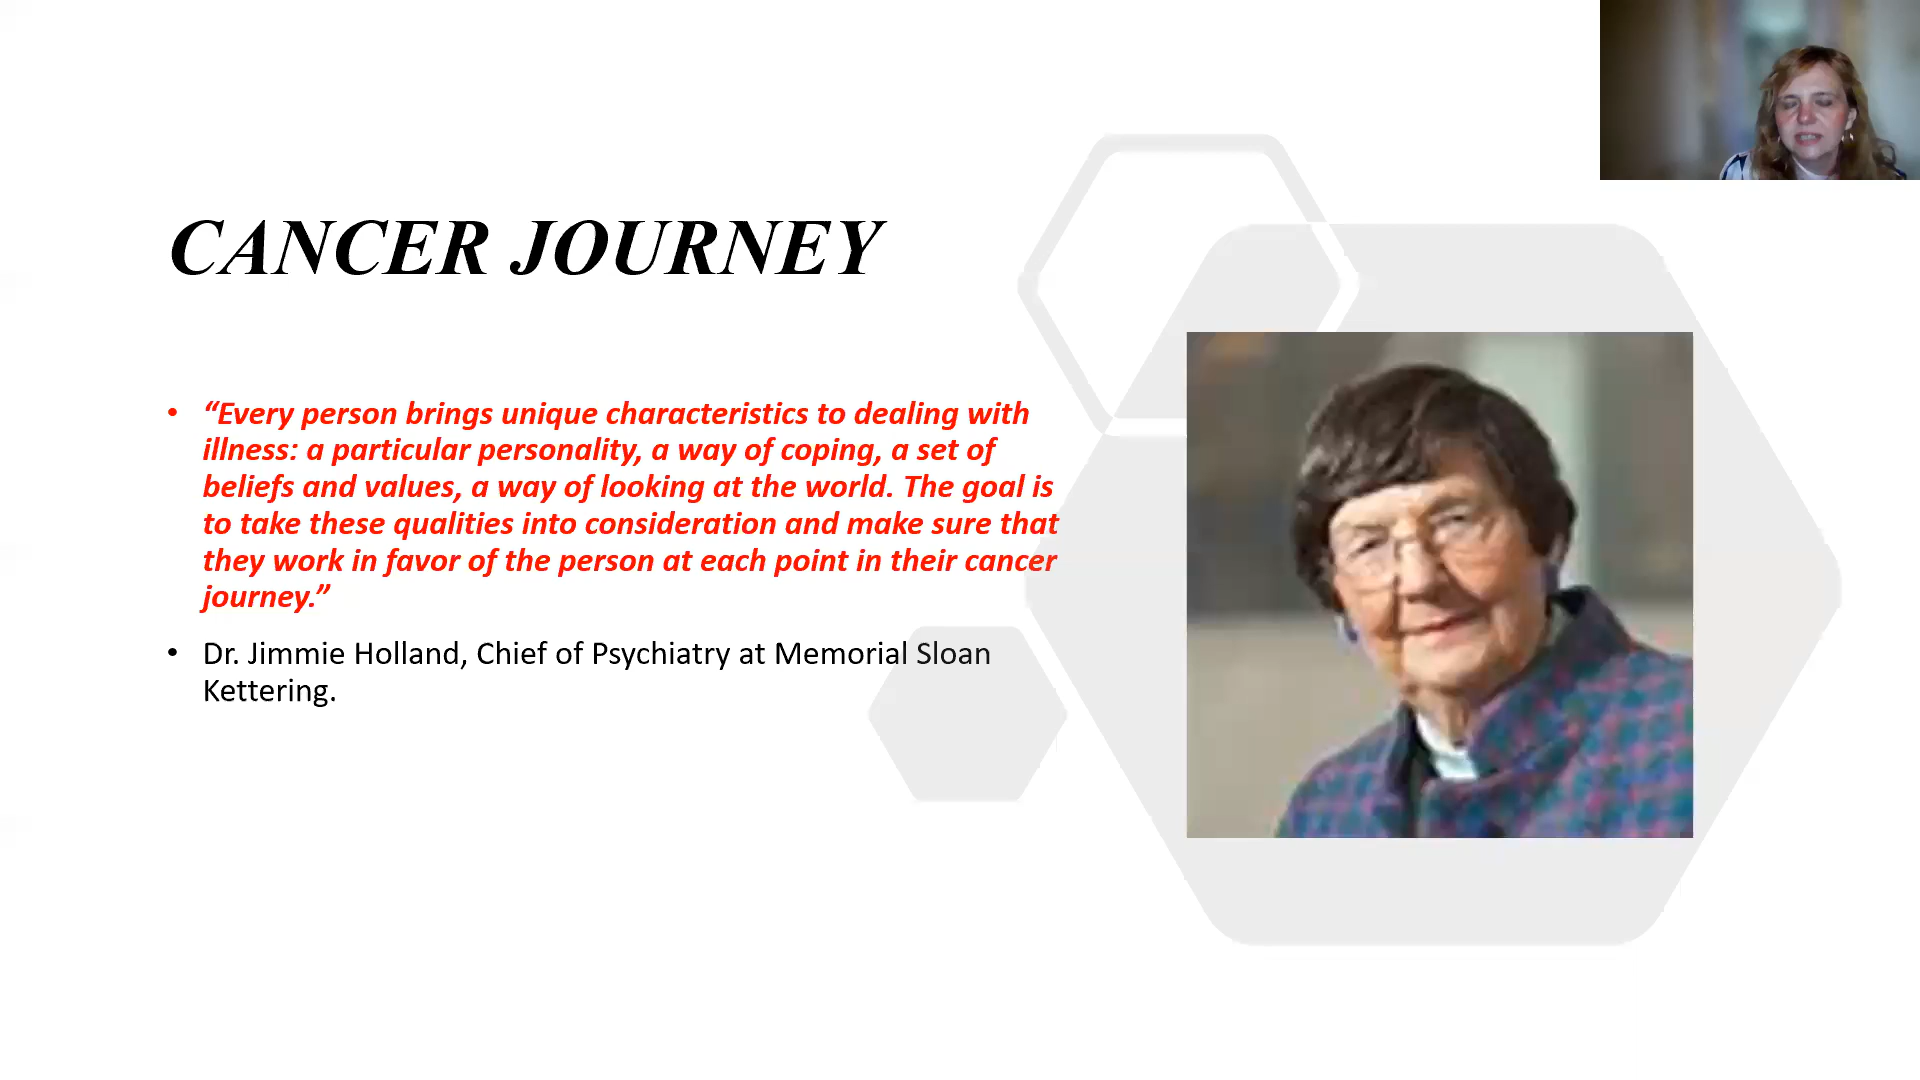 CANCER JOURNEY
• “Every person brings unique characteristics to dealing with
illness: a particular personality, a way of coping, a set of
beliefs and values, a way of looking at the world. The goal is
to take these qualities into consideration and make sure that
they work in favor of the person at each point in their cancer
journey.”
• Dr. Jimmie Holland, Chief of Psychiatry at Memorial Sloan
Kettering.